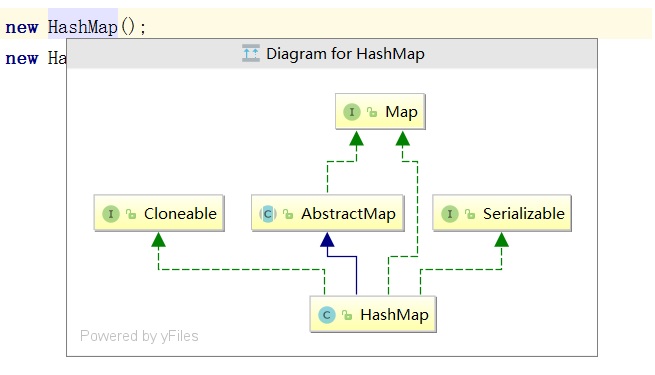 new HashMap();
new Ha
Diagram for HashMap
I Map
I Cloneable
C AbstractMap
I Serializable
C HashMap
Powered by yFiles